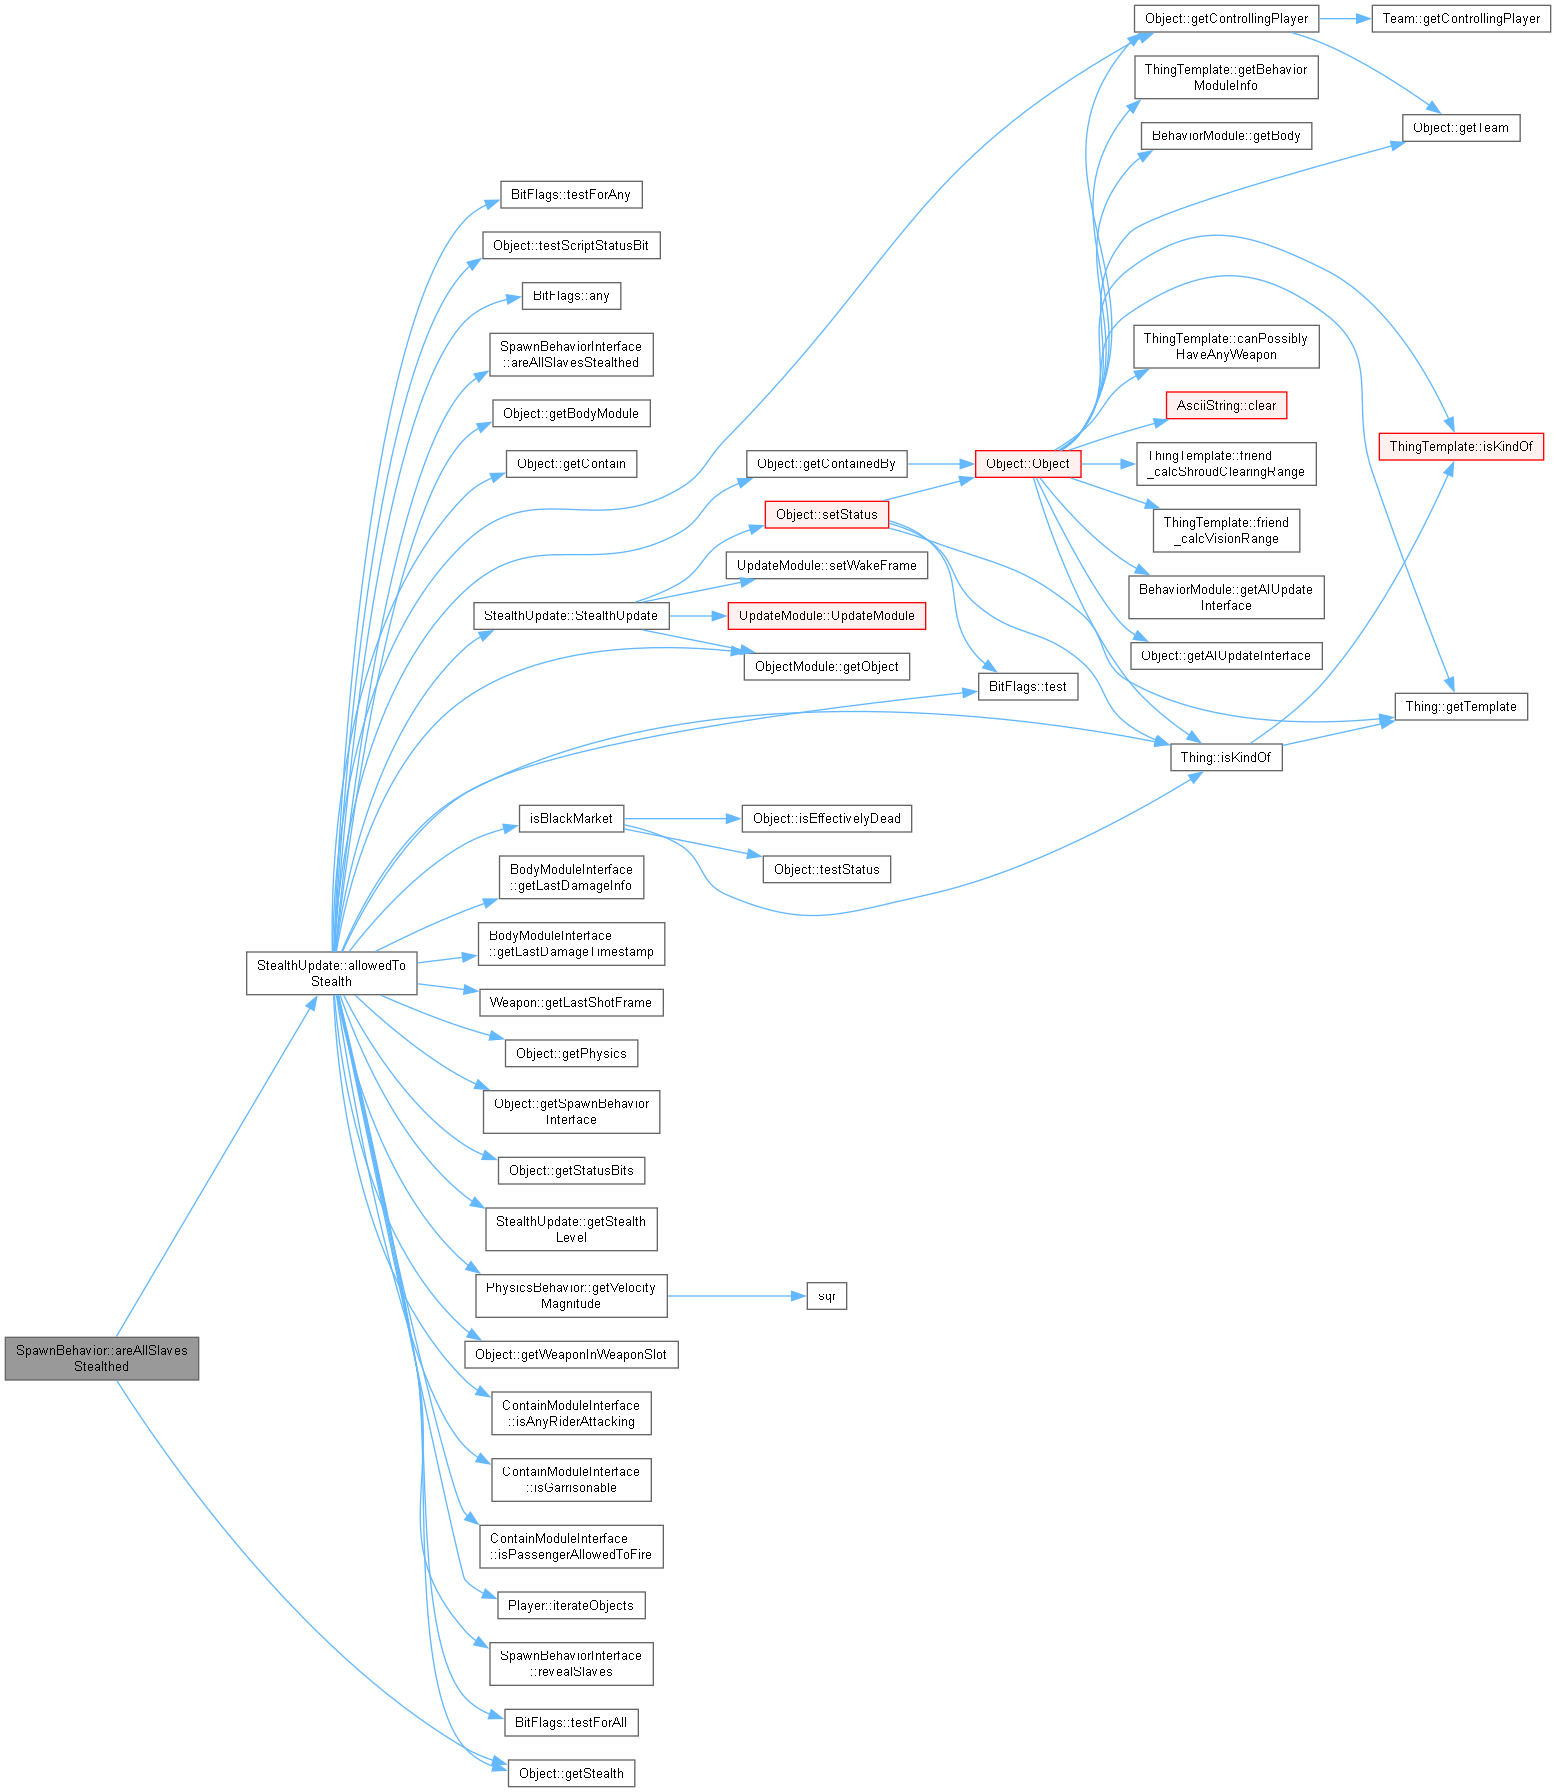 Object::getControllingPlayer
Team::getControllingPlayer
ThingTemplate::getBehavior
ModuleInfo
Object::getTeam
BehaviorModule::getBody
BitFlags::testForAny
Object::testScriptStatusBit
BitFlags::any
SpawnBehaviorInterface
::areAllSlavesStealthed
ThingTemplate::canPossibly
HaveAnyWeapon
Object::getBodyModule
AsciiString::clear
ThingTemplate::isKindOf
Object::getContain
Object::getContainedBy
Object::Object
ThingTemplate::friend
_calcShroudClearingRange
Object::setStatus
ThingTemplate::friend
_calcVisionRange
UpdateModule::setWakeFrame
BehaviorModule::getAIUpdate
Interface
StealthUpdate::StealthUpdate
UpdateModule::UpdateModule
Object::getAIUpdateInterface
ObjectModule::getObject
BitFlags::test
Thing::getTemplate
Thing::isKindOf
isBlackMarket
Object::isEffectivelyDead
Object::testStatus
BodyModuleInterface
::getLastDamageInfo
BodyModuleInterface
::getLastDamageTimestamp
StealthUpdate::allowedTo
Stealth
Weapon::getLastShotFrame
Object::getPhysics
Object::getSpawnBehavior
Interface
Object::getStatusBits
StealthUpdate::getStealth
Level
PhysicsBehavior::getVelocity
Magnitude
sqr
SpawnBehavior::areAllSlaves
Stealthed
Object::getWeaponInWeaponSlot
ContainModuleInterface
::isAnyRiderAttacking
ContainModuleInterface
::isGarrisonable
ContainModuleInterface
::isPassengerAllowedToFire
Player::iterateObjects
SpawnBehaviorInterface
::revealSlaves
BitFlags::testForAll
Object::getStealth